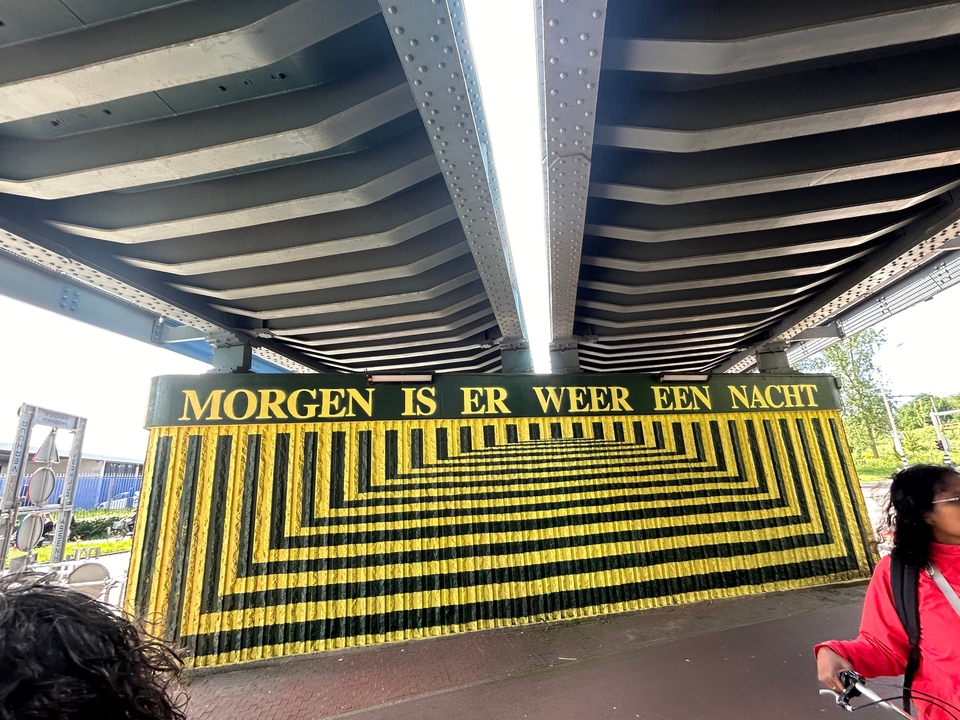 MORGEN IS ER WEER EEN NACHT